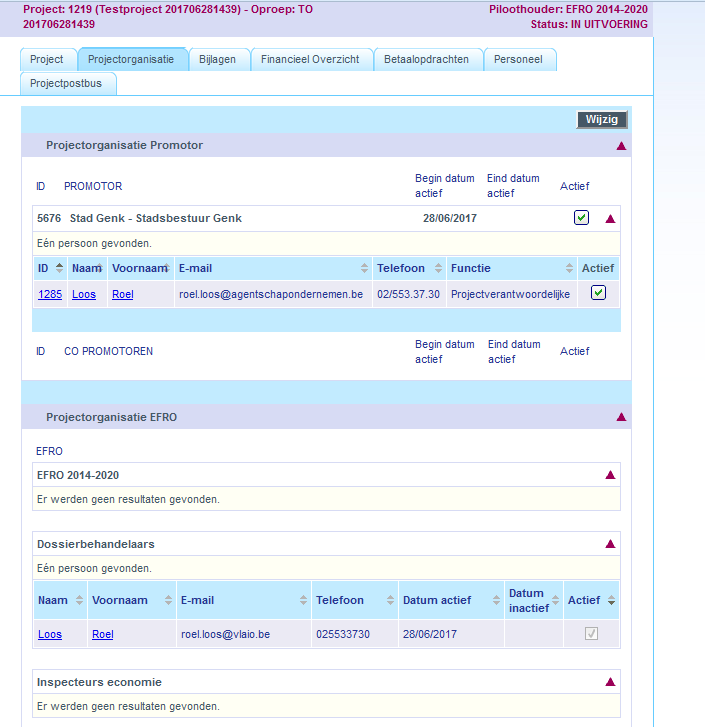 Project: 1219 (Testproject 201706281439) - Oproep: TO 201706281439
Piloothouder: EFRO 2014-2020
Status: IN UITVOERING
Project Projectorganisatie Bijlagen Financieel Overzicht Betaalopdrachten Personeel
Projectpostbus
Wijzig
Projectorganisatie Promotor
ID PROMOTOR Begin datum actief Eind datum actief Actief
5676 Stad Genk - Stadsbestuur Genk 28/06/2017
Eén persoon gevonden.
ID Naam Voornaam E-mail Telefoon Functie Actief
1285 Loos Roel roel.loos@agentschapondernemen.be 02/553.37.30 Projectverantwoordelijke
ID CO PROMOTOREN Begin datum actief Eind datum actief Actief
Projectorganisatie EFRO
EFRO
EFRO 2014-2020
Er werden geen resultaten gevonden.
Dossierbehandelaars
Eén persoon gevonden.
Naam Voornaam E-mail Telefoon Datum actief Datum inactief Actief
Loos Roel roel.loos@vlaio.be 025533730 28/06/2017
Inspecteurs economie
Er werden geen resultaten gevonden.